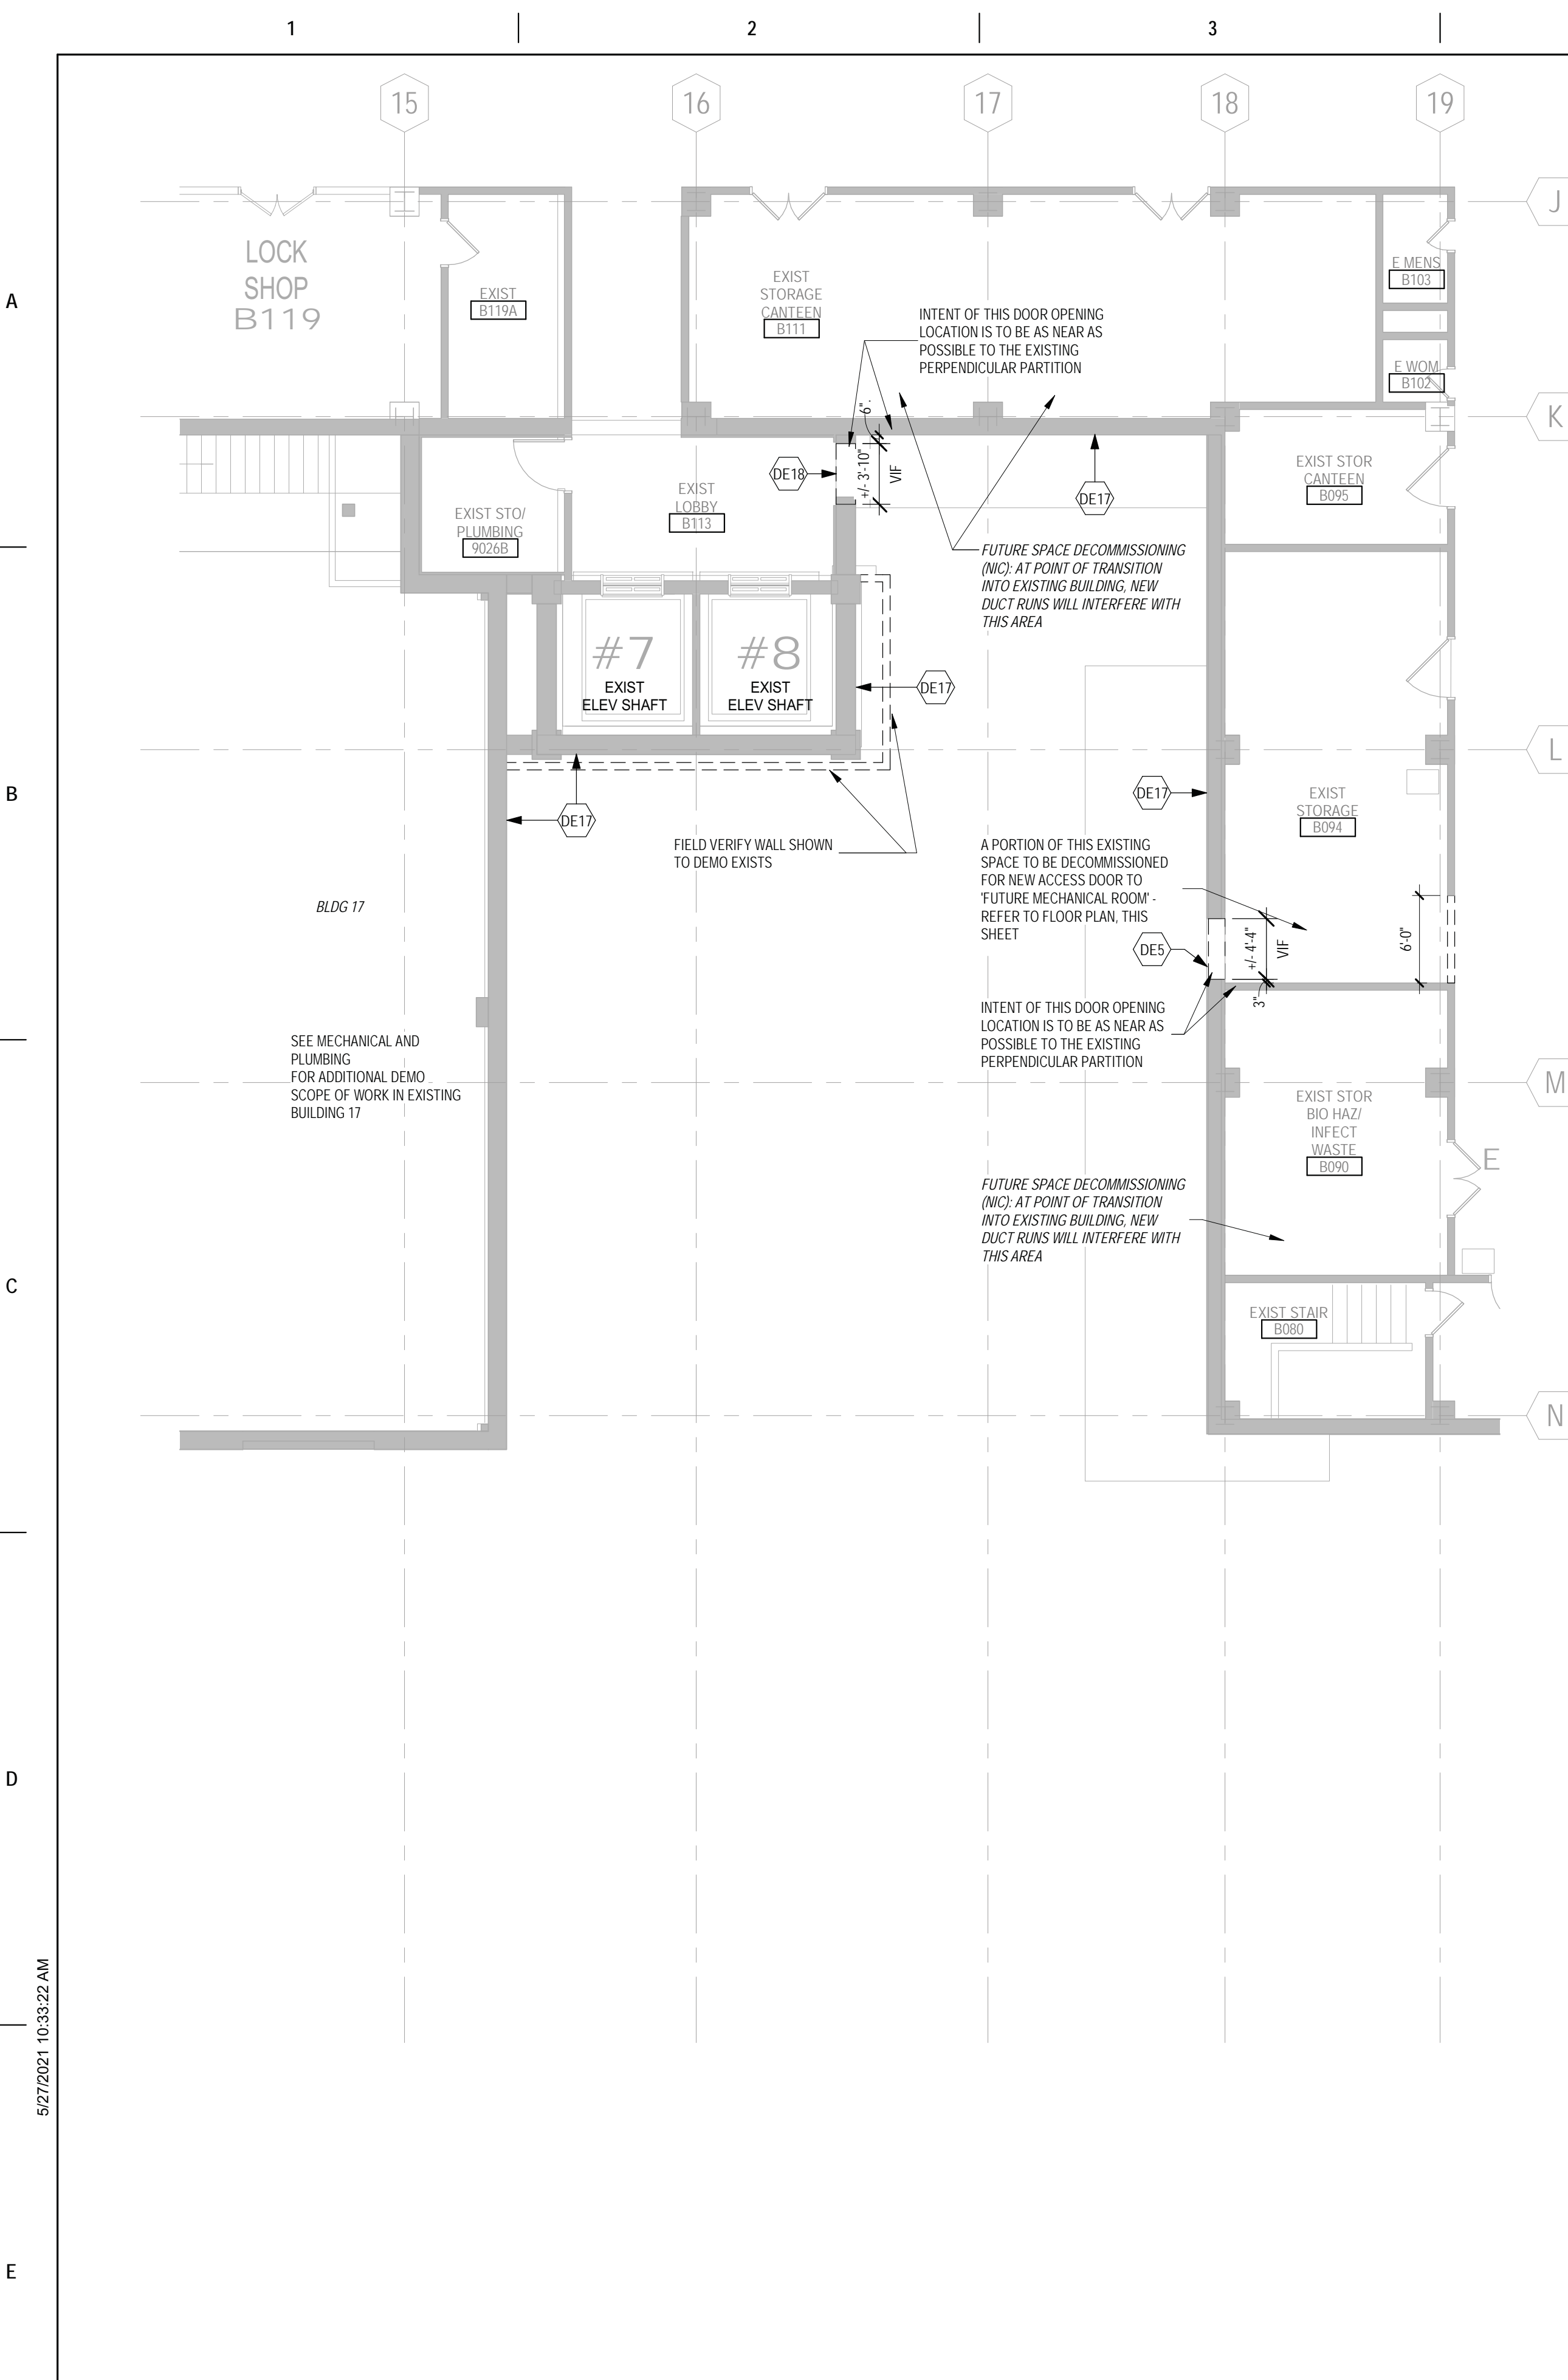 1
2
3
15
16
17
18
19
J
K
L
M
N
A
B
C
D
E
LOCK
SHOP
B119
EXIST
B119A
EXIST
STORAGE
CANTEEN
B111
E MENS
B103
E WOM
B102
INTENT OF THIS DOOR OPENING
LOCATION IS TO BE AS NEAR AS
POSSIBLE TO THE EXISTING
PERPENDICULAR PARTITION
6"
+/- 3'-10"
VIF
DE18
DE17
EXIST STO/
PLUMBING
9026B
EXIST
LOBBY
B113
EXIST STOR
CANTEEN
B095
FUTURE SPACE DECOMMISSIONING
(NIC): AT POINT OF TRANSITION
INTO EXISTING BUILDING, NEW
DUCT RUNS WILL INTERFERE WITH
THIS AREA
#7
EXIST
ELEV SHAFT
#8
EXIST
ELEV SHAFT
DE17
DE17
DE17
FIELD VERIFY WALL SHOWN
TO DEMO EXISTS
EXIST
STORAGE
B094
A PORTION OF THIS EXISTING
SPACE TO BE DECOMMISSIONED
FOR NEW ACCESS DOOR TO
'FUTURE MECHANICAL ROOM' -
REFER TO FLOOR PLAN, THIS
SHEET
BLDG 17
DE5
+/- 4'-4"
VIF
3"
6'-0"
INTENT OF THIS DOOR OPENING
LOCATION IS TO BE AS NEAR AS
POSSIBLE TO THE EXISTING
PERPENDICULAR PARTITION
SEE MECHANICAL AND
PLUMBING
FOR ADDITIONAL DEMO
SCOPE OF WORK IN EXISTING
BUILDING 17
EXIST STOR
BIO HAZ/
INFECT
WASTE
B090
E
FUTURE SPACE DECOMMISSIONING
(NIC): AT POINT OF TRANSITION
INTO EXISTING BUILDING, NEW
DUCT RUNS WILL INTERFERE WITH
THIS AREA
EXIST STAIR
B080
5/27/2021 10:33:22 AM